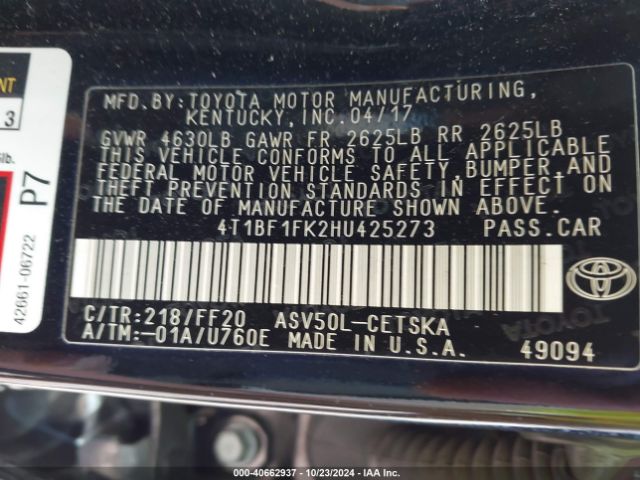 MFD. BY: TOYOTA MOTOR MANUFACTURING,
KENTUCKY, INC. 04/17
GVWR 4630LB GAWR FR 2625LB RR 2625LB
THIS VEHICLE CONFORMS TO ALL APPLICABLE
FEDERAL MOTOR VEHICLE SAFETY, BUMPER, AND
THEFT PREVENTION STANDARDS IN EFFECT ON
THE DATE OF MANUFACTURE SHOWN ABOVE.
4T1BF1FK2HU425273 PASS.CAR
C/TR:218/FF20 ASV50L-CETSKA
A/TM:-01A/U760E MADE IN U.S.A. 49094
TOYOTA
3
lb.
P7
42661-06722
000-40662937 - 10/23/2024 - IAA Inc.